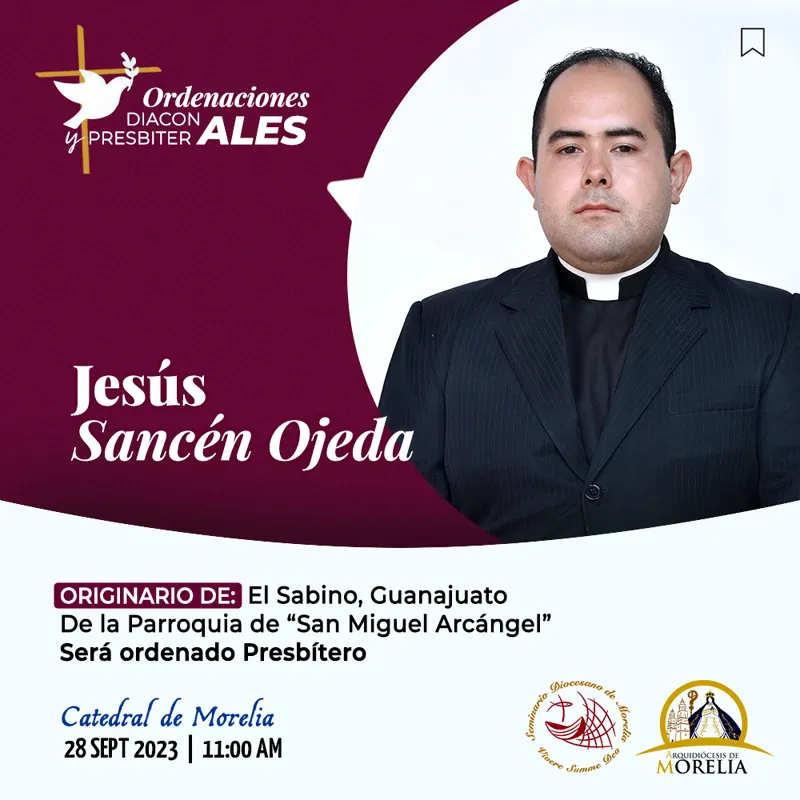 Ordenaciones
DIACON
y PRESBITER ALES
Jesús
Sancén Ojeda
ORIGINARIO DE: El Sabino, Guanajuato
De la Parroquia de “San Miguel Arcángel”
Será ordenado Presbítero
Catedral de Morelia
28 SEPT 2023 | 11:00 AM
Seminario Diocesano de Morelia
Vivere Summe Deo
ARQUIDIÓCESIS DE
MORELIA